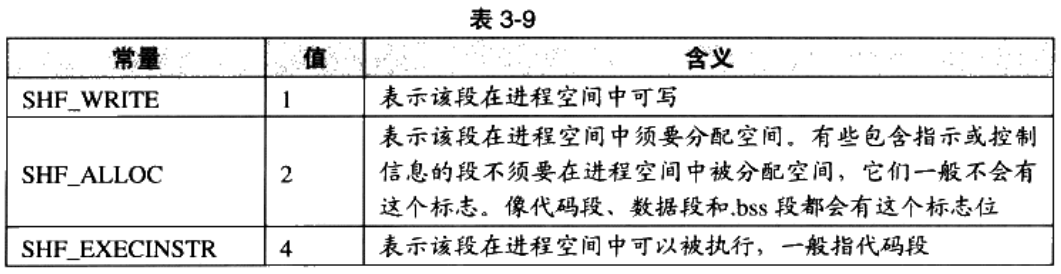 表 3-9
常量 值 含义
SHF_WRITE 1 表示该段在进程空间中可写
表示该段在进程空间中须要分配空间。有些包含指示或控制
SHF_ALLOC 2 信息的段不须要在进程空间中被分配空间，它们一般不会有
这个标志。像代码段、数据段和.bss 段都会有这个标志位
SHF_EXECINSTR 4 表示该段在进程空间中可以被执行，一般指代码段